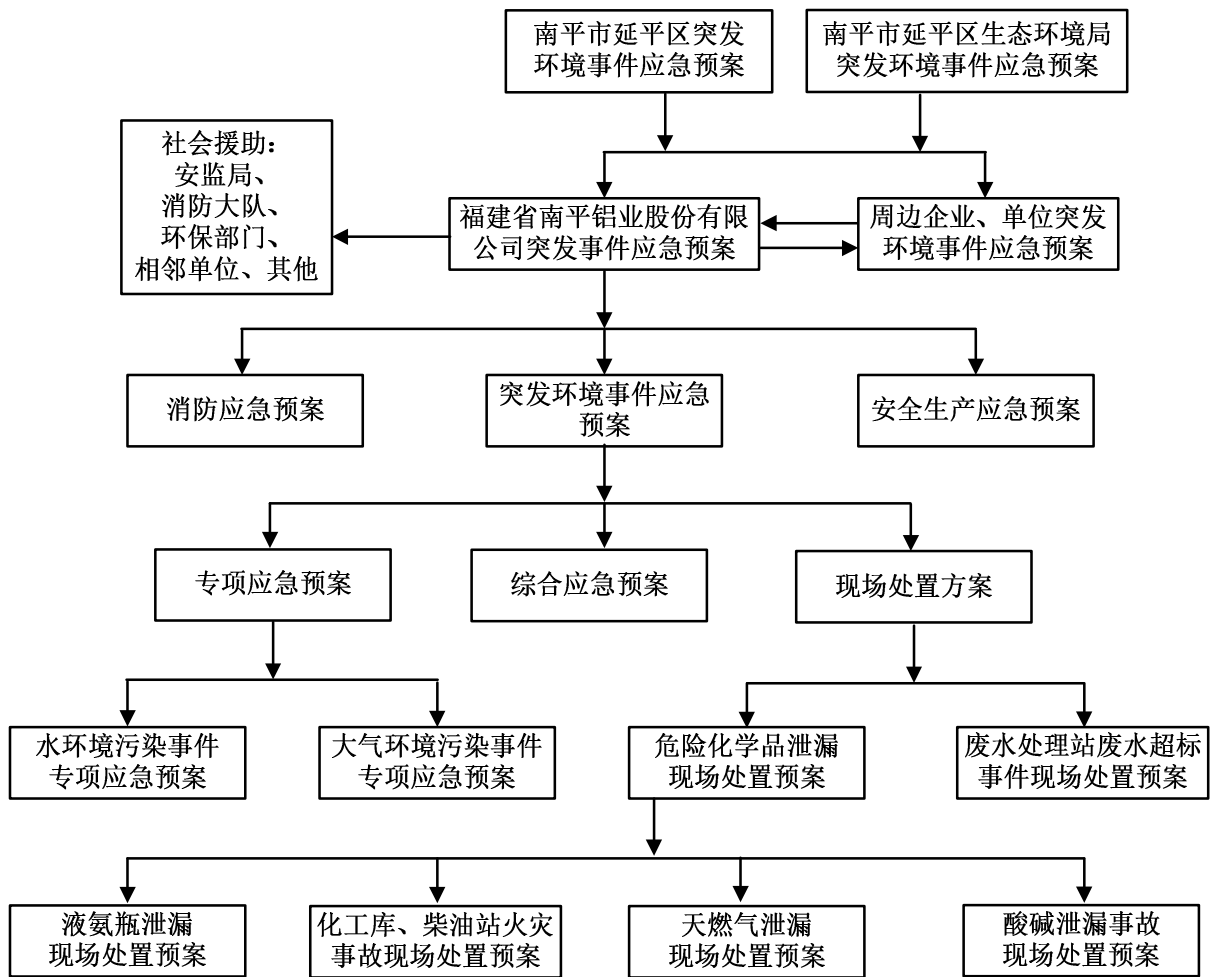 南平市延平区突发
环境事件应急预案
南平市延平区生态环境局
突发环境事件应急预案
社会援助：
安监局、
消防大队、
环保部门、
相邻单位、其他
福建省南平铝业股份有限
公司突发事件应急预案
周边企业、单位突发
环境事件应急预案
消防应急预案
突发环境事件应急
预案
安全生产应急预案
专项应急预案
综合应急预案
现场处置方案
水环境污染事件
专项应急预案
大气环境污染事件
专项应急预案
危险化学品泄漏
现场处置预案
废水处理站废水超标
事件现场处置预案
液氨瓶泄漏
现场处置预案
化工库、柴油站火灾
事故现场处置预案
天燃气泄漏
现场处置预案
酸碱泄漏事故
现场处置预案